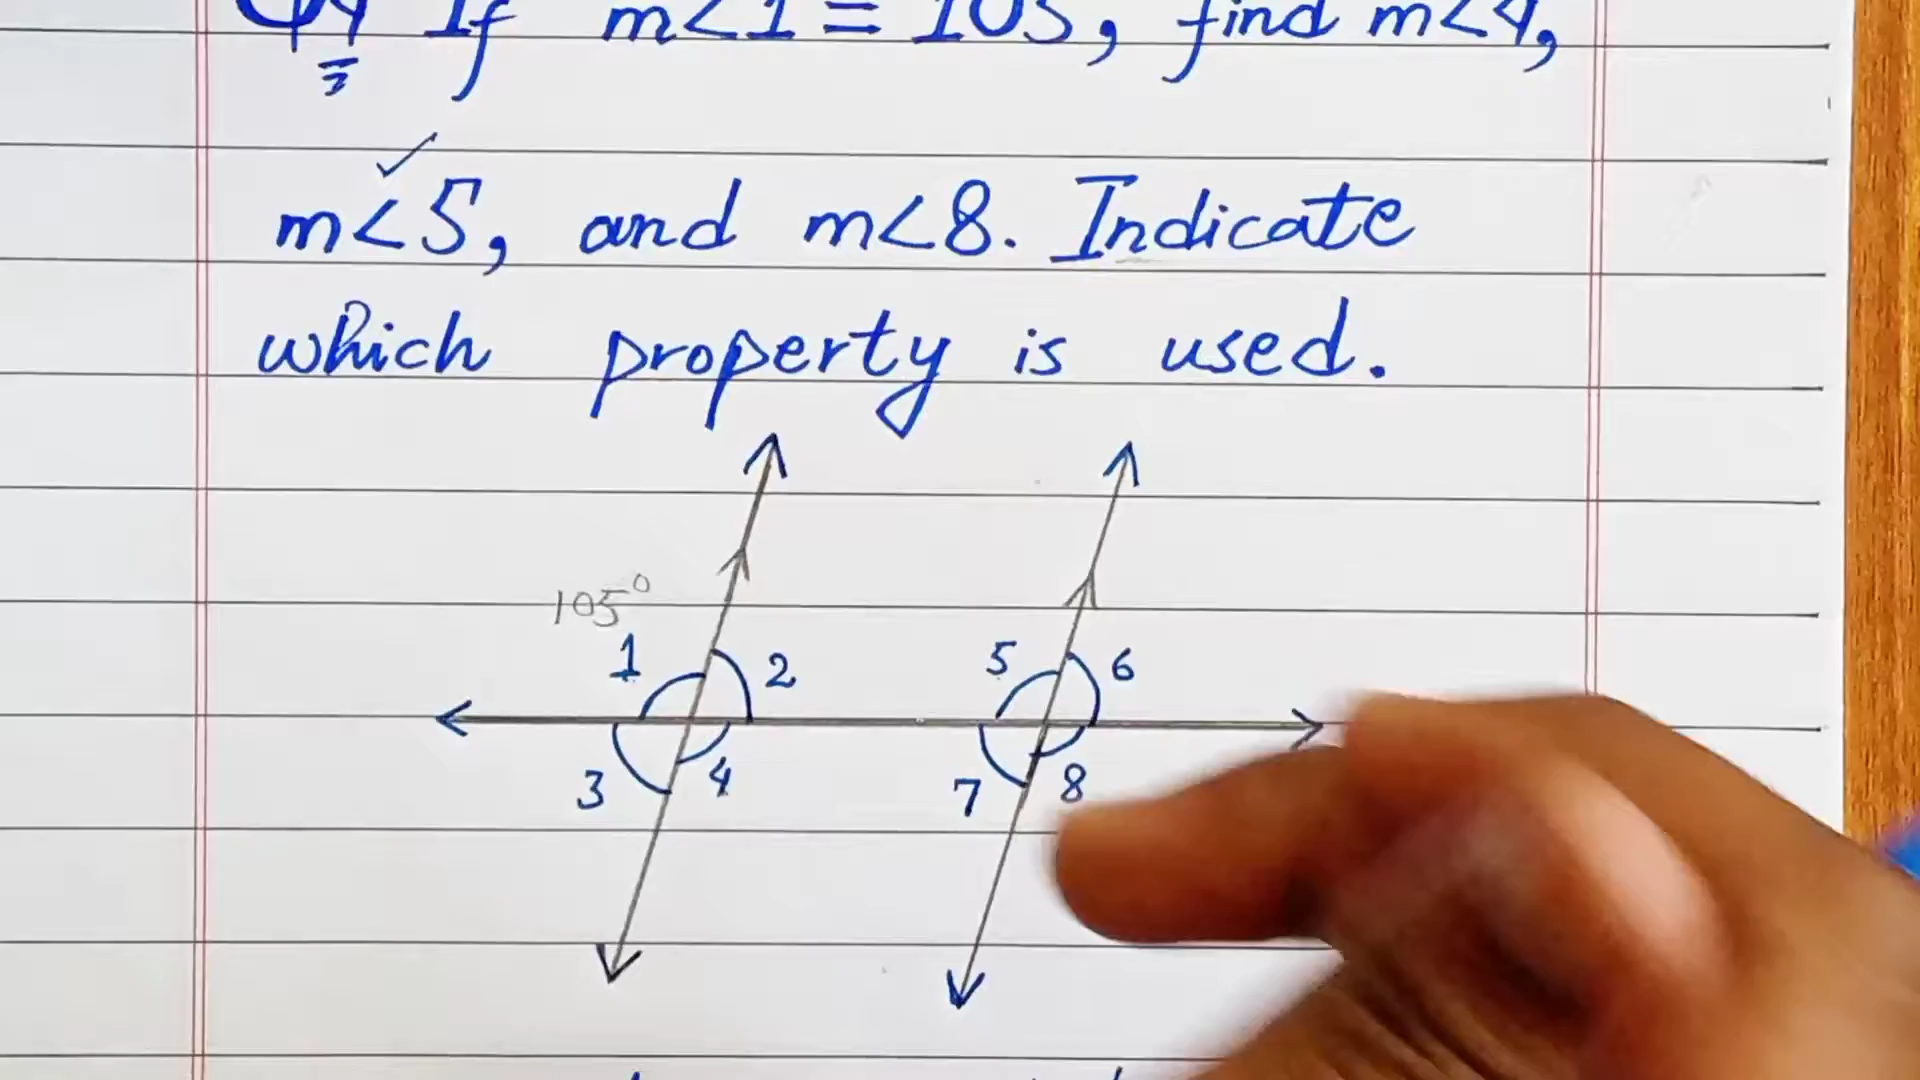 Q4 If m<1 = 105, find m<4,
m<5, and m<8. Indicate
which property is used.
105°
1 2 5 6
3 4 7 8